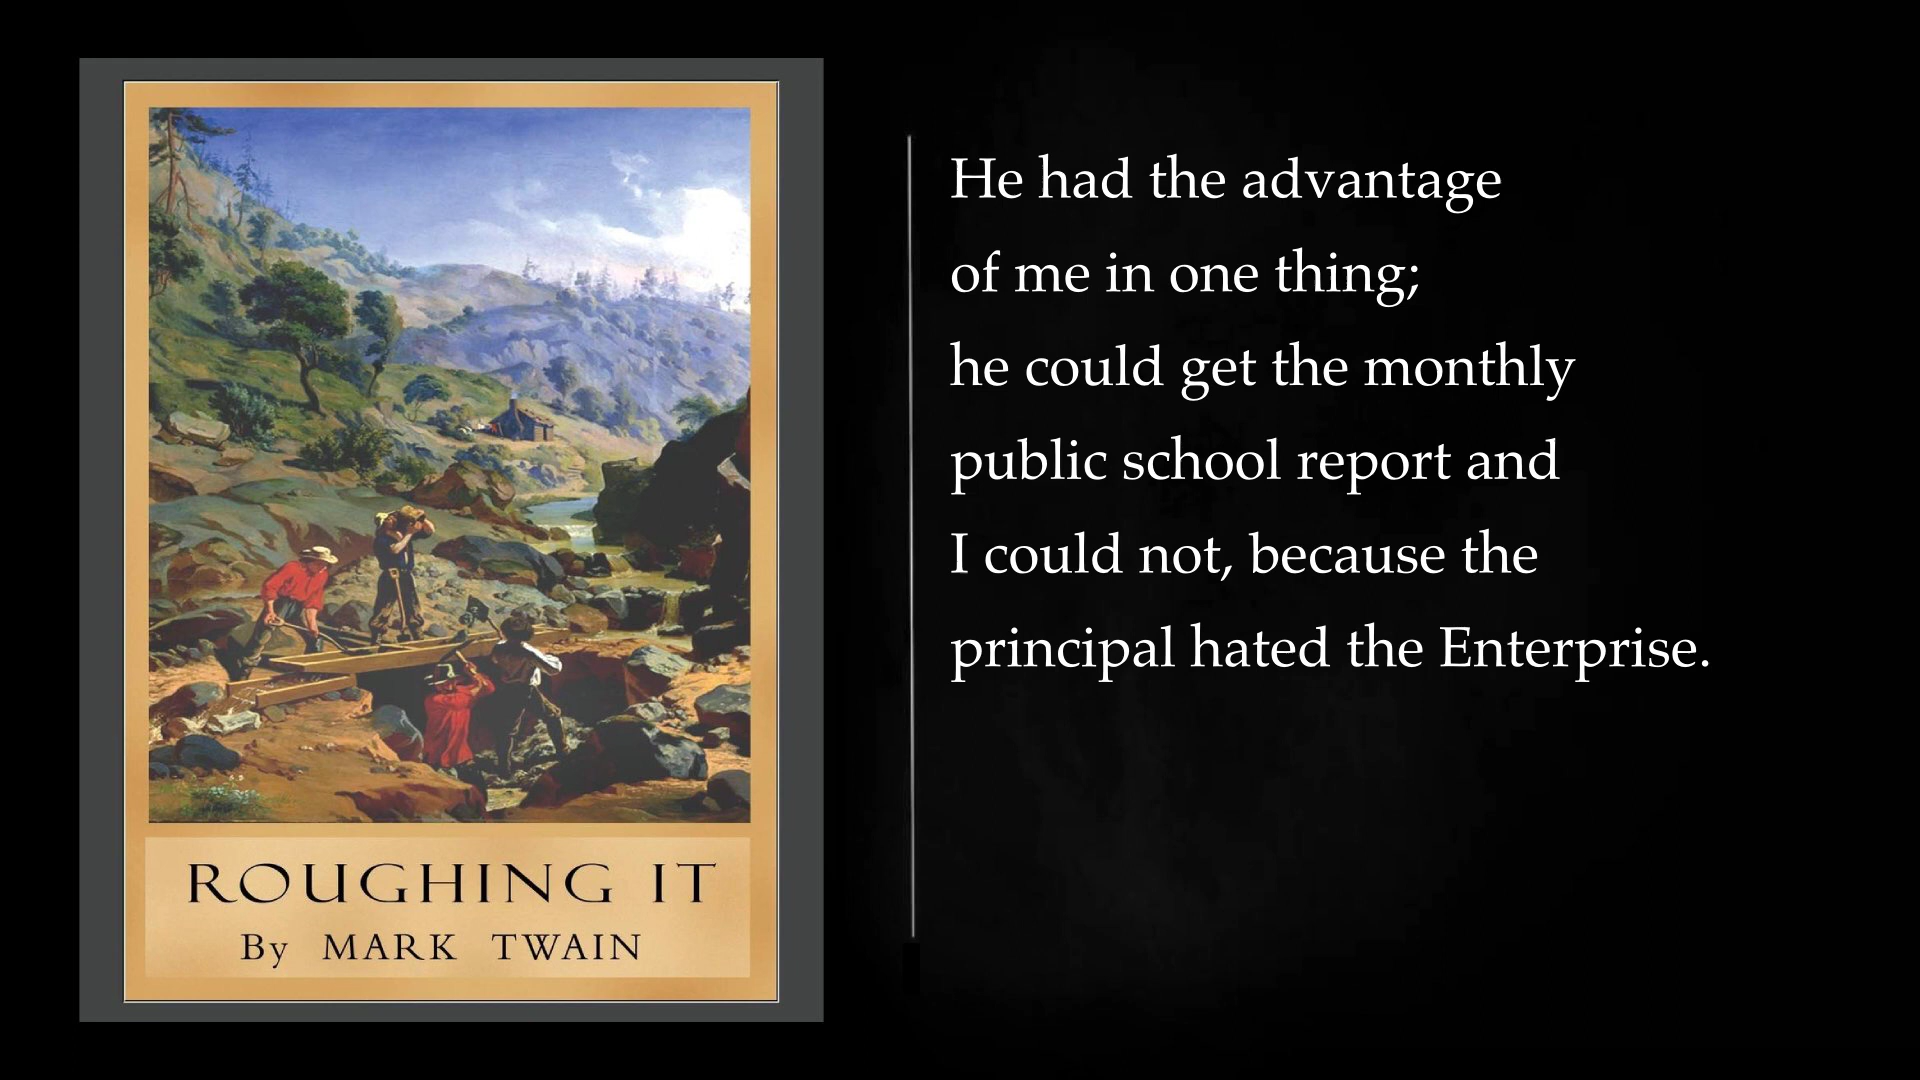 ROUGHING IT
By MARK TWAIN
He had the advantage
of me in one thing;
he could get the monthly
public school report and
I could not, because the
principal hated the Enterprise.